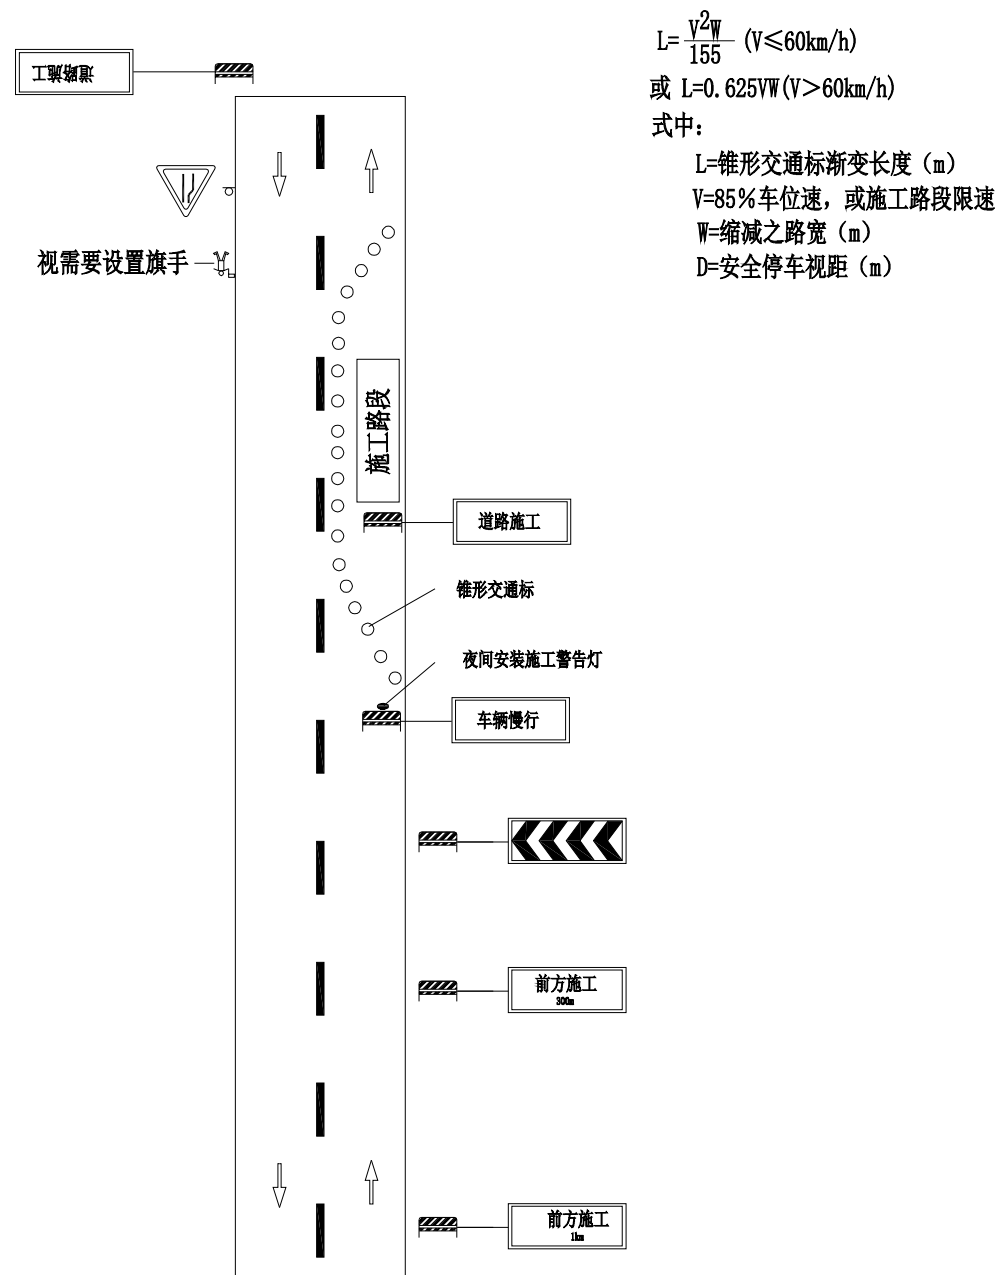 L=V²W/155 (V≤60km/h)
或 L=0.625VW(V>60km/h)
式中:
L=锥形交通标渐变长度（m）
V=85%车位速，或施工路段限速
W=缩减之路宽（m）
D=安全停车视距（m）
道路施工
视需要设置旗手
施工路段
道路施工
锥形交通标
夜间安装施工警告灯
车辆慢行
前方施工
300m
前方施工
1km